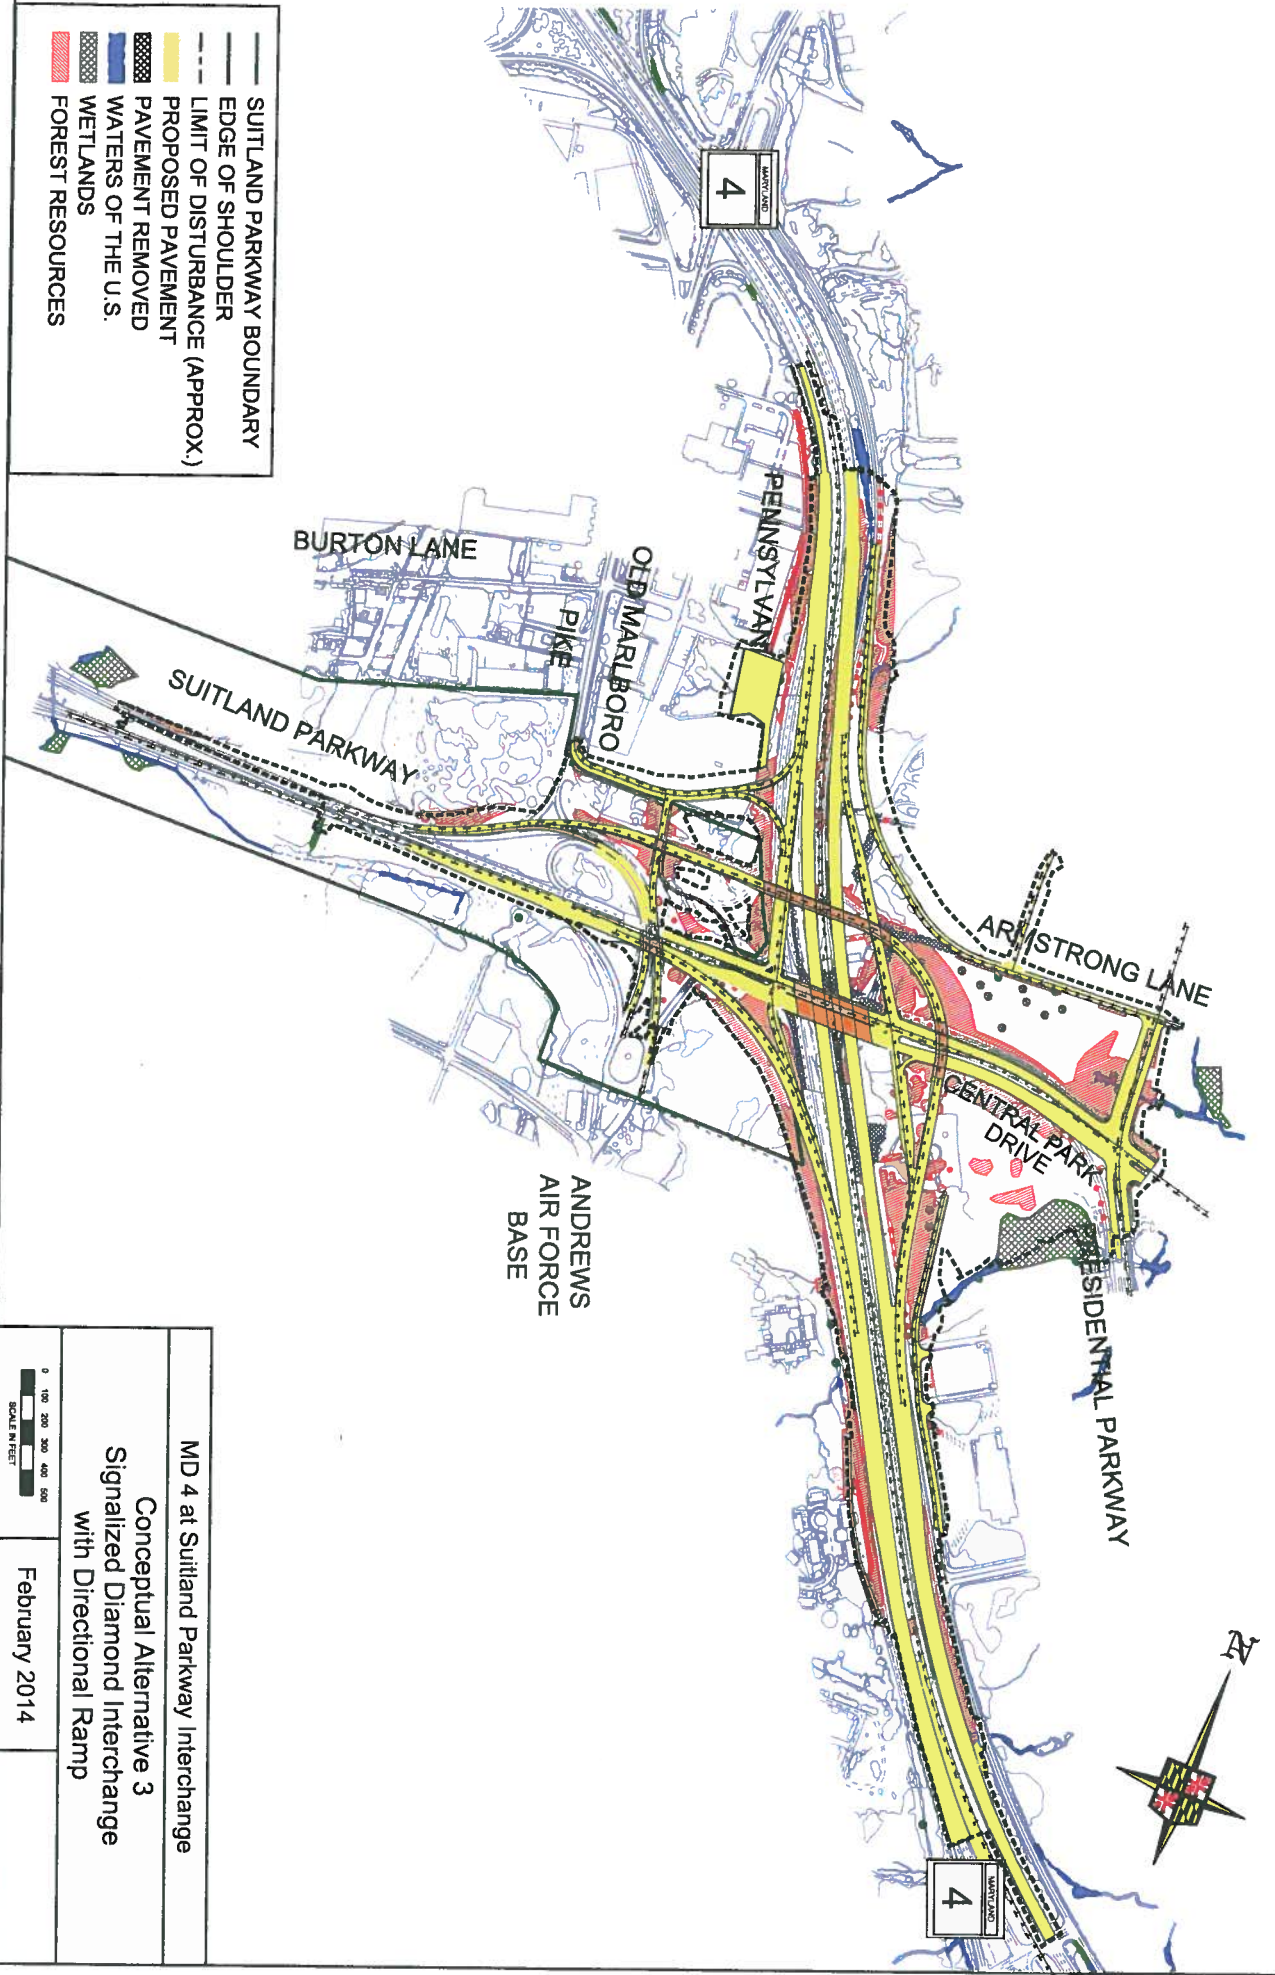 MARYLAND
4
ARMSTRONG LANE
CENTRAL PARK
DRIVE
PRESIDENTIAL PARKWAY
PENNSYLVAN
OLD MARLBORO
PIKE
BURTON LANE
SUITLAND PARKWAY
ANDREWS
AIR FORCE
BASE
MARYLAND
4
N
SUITLAND PARKWAY BOUNDARY
EDGE OF SHOULDER
LIMIT OF DISTURBANCE (APPROX.)
PROPOSED PAVEMENT
PAVEMENT REMOVED
WATERS OF THE U.S.
WETLANDS
FOREST RESOURCES
MD 4 at Suitland Parkway Interchange
Conceptual Alternative 3
Signalized Diamond Interchange
with Directional Ramp
0 100 200 300 400 500
SCALE IN FEET
February 2014